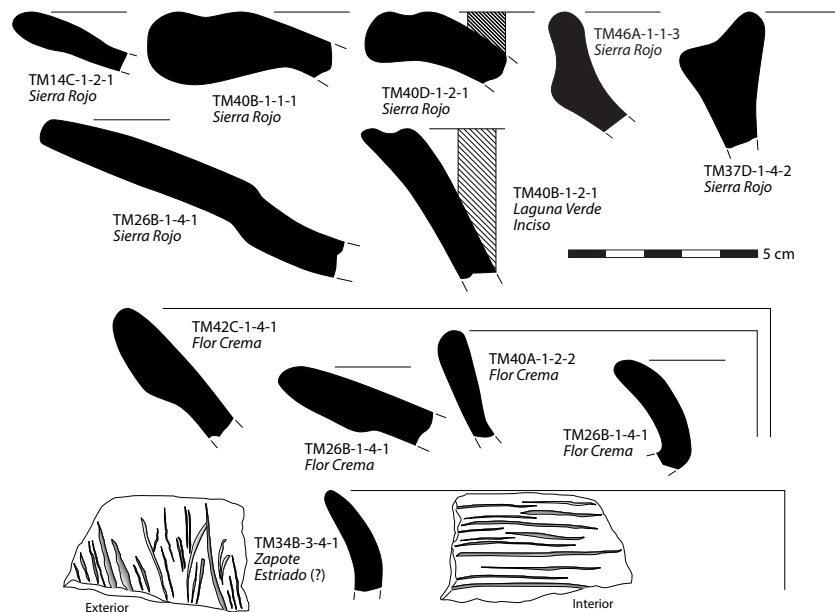 TM14C-1-2-1
Sierra Rojo
TM40B-1-1-1
Sierra Rojo
TM40D-1-2-1
Sierra Rojo
TM46A-1-1-3
Sierra Rojo
TM37D-1-4-2
Sierra Rojo
TM26B-1-4-1
Sierra Rojo
TM40B-1-2-1
Laguna Verde
Inciso
5 cm
TM42C-1-4-1
Flor Crema
TM26B-1-4-1
Flor Crema
TM40A-1-2-2
Flor Crema
TM26B-1-4-1
Flor Crema
TM34B-3-4-1
Zapote
Estriado (?)
Exterior
Interior